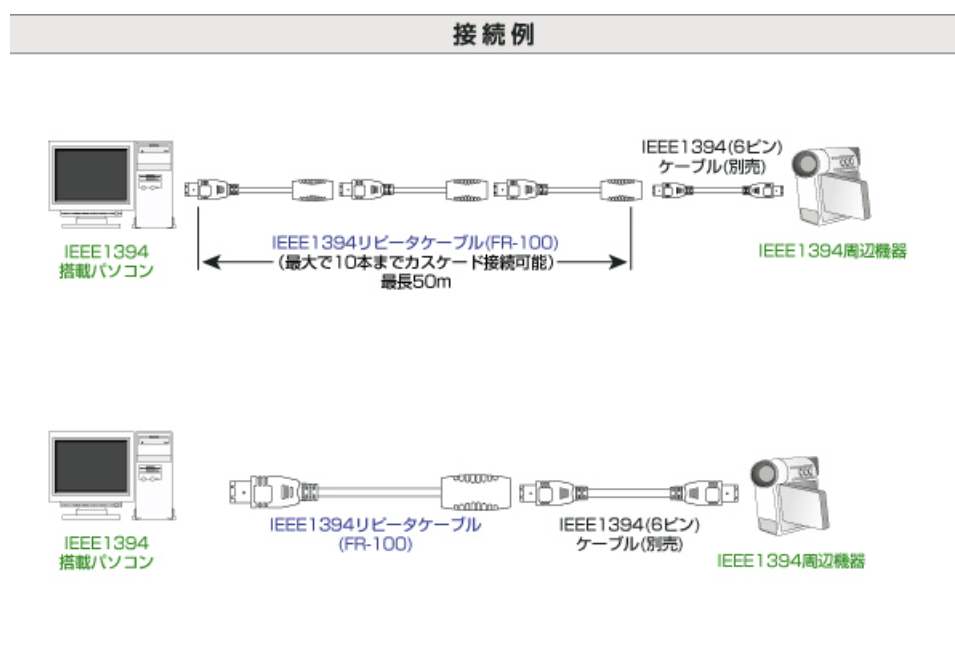 接続例
IEEE1394(6ピン)
ケーブル(別売)
IEEE1394
搭載パソコン
IEEE1394リピータケーブル(FR-100)
(最大で10本までカスケード接続可能)
最長50m
IEEE1394周辺機器
IEEE1394
搭載パソコン
IEEE1394リピータケーブル
(FR-100)
IEEE1394(6ピン)
ケーブル(別売)
IEEE1394周辺機器